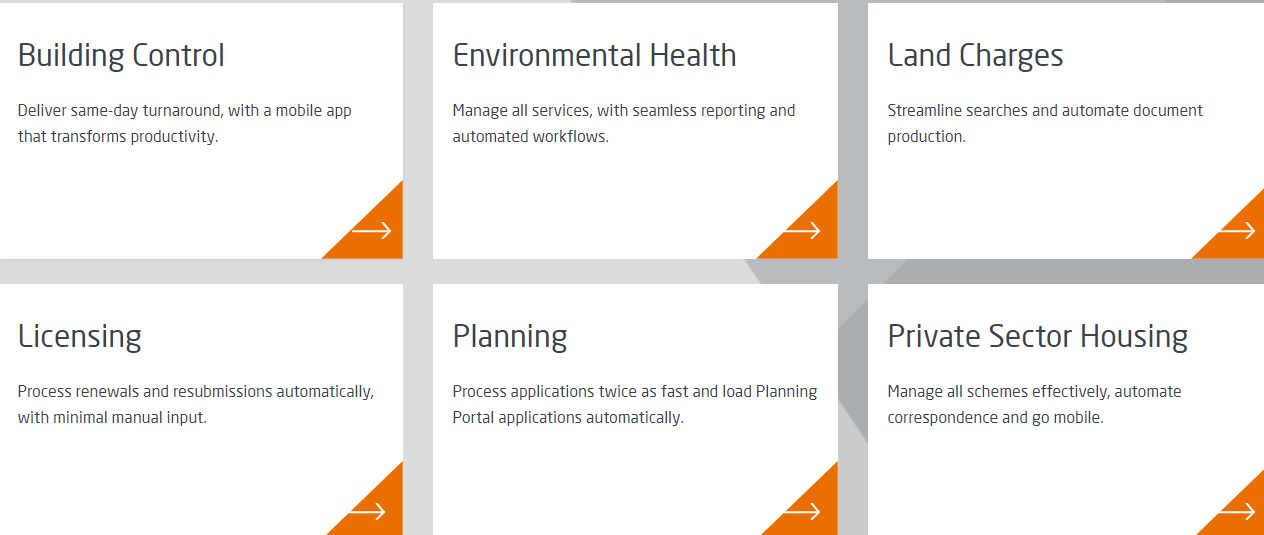 Building Control
Deliver same-day turnaround, with a mobile app
that transforms productivity.
Environmental Health
Manage all services, with seamless reporting and
automated workflows.
Land Charges
Streamline searches and automate document
production.
Licensing
Process renewals and resubmissions automatically,
with minimal manual input.
Planning
Process applications twice as fast and load Planning
Portal applications automatically.
Private Sector Housing
Manage all schemes effectively, automate
correspondence and go mobile.